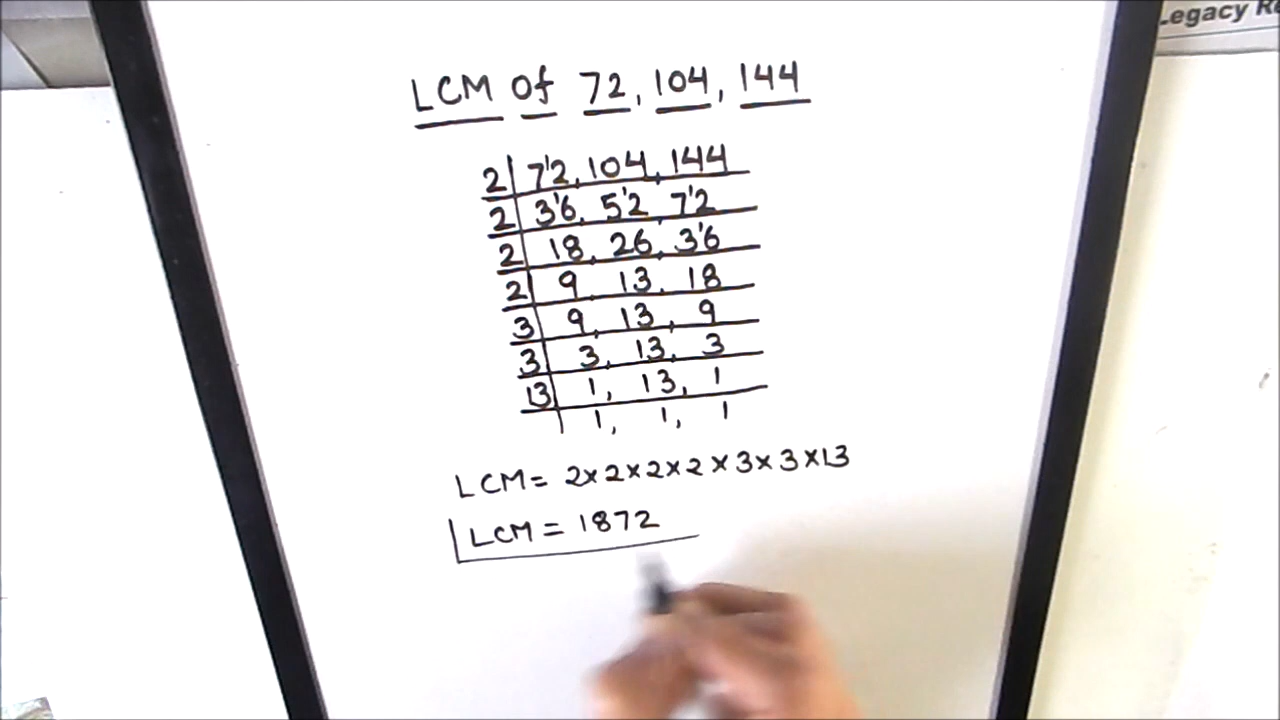 Legacy
LCM Of 72, 104, 144
2 | 72, 104, 144
2 | 36, 52, 72
2 | 18, 26, 36
2 | 9, 13, 18
3 | 9, 13, 9
3 | 3, 13, 3
13 | 1, 13, 1
| 1, 1, 1
LCM = 2×2×2×2×3×3×13
LCM = 1872